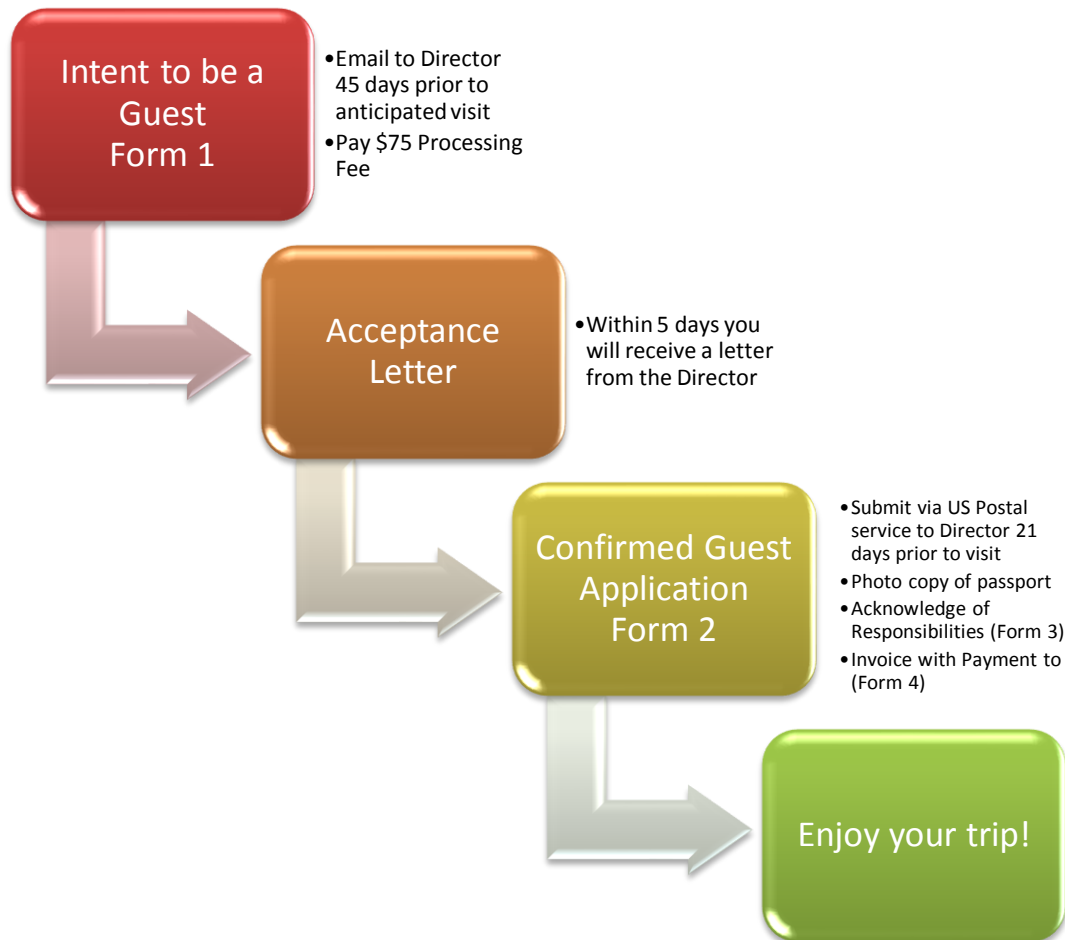 Intent to be a
Guest
Form 1
•Email to Director
45 days prior to
anticipated visit
•Pay $75 Processing
Fee
Acceptance
Letter
•Within 5 days you
will receive a letter
from the Director
Confirmed Guest
Application
Form 2
•Submit via US Postal
service to Director 21
days prior to visit
•Photo copy of passport
•Acknowledge of
Responsibilities (Form 3)
•Invoice with Payment to
(Form 4)
Enjoy your trip!